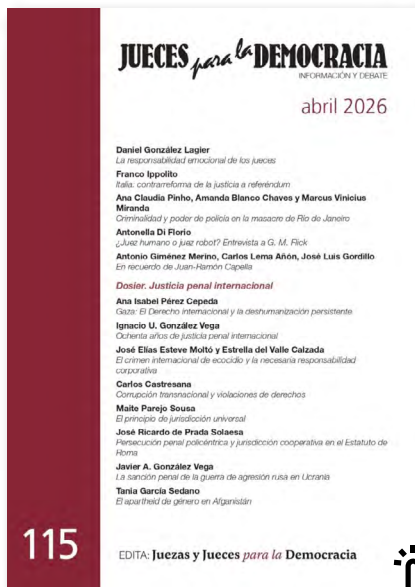 JUECES para la DEMOCRACIA
INFORMACIÓN Y DEBATE
abril 2026
Daniel González Lagier
La responsabilidad emocional de los jueces
Franco Ippolito
Italia: contrarreforma de la justicia a referéndum
Ana Claudia Pinho, Amanda Blanco Chaves y Marcus Vinicius
Miranda
Criminalidad y poder de policía en la masacre de Río de Janeiro
Antonella Di Florio
¿Juez humano o juez robot? Entrevista a G. M. Flick
Antonio Giménez Merino, Carlos Lema Añón, José Luis Gordillo
En recuerdo de Juan-Ramón Capella
Dosier. Justicia penal internacional
Ana Isabel Pérez Cepeda
Gaza: El Derecho internacional y la deshumanización persistente
Ignacio U. González Vega
Ochenta años de justicia penal internacional
José Elías Esteve Moltó y Estrella del Valle Calzada
El crimen internacional de ecocidio y la necesaria responsabilidad
corporativa
Carlos Castresana
Corrupción transnacional y violaciones de derechos
Maite Parejo Sousa
El principio de jurisdicción universal
José Ricardo de Prada Solaesa
Persecución penal policéntrica y jurisdicción cooperativa en el Estatuto de
Roma
Javier A. González Vega
La sanción penal de la guerra de agresión rusa en Ucrania
Tania García Sedano
El apartheid de género en Afganistán
115
EDITA: Juezas y Jueces para la Democracia